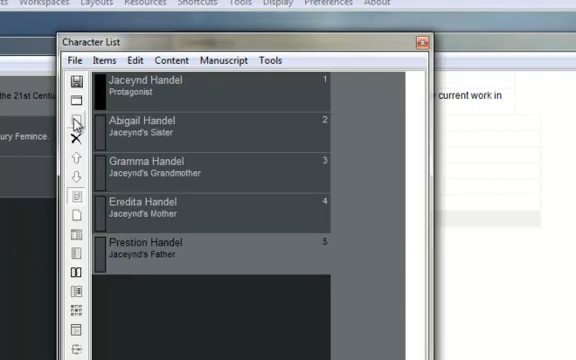 Workspaces Layouts Resources Shortcuts Tools Display Preferences About
Character List
File Items Edit Content Manuscript Tools
Jaceynd Handel 1
Protagonist
the 21st Centu
current work in
Abigail Handel 2
Jaceynd's Sister
ury Femince.
Gramma Handel 3
Jaceynd's Grandmother
Eredita Handel 4
Jaceynd's Mother
Prestion Handel 5
Jaceynd's Father